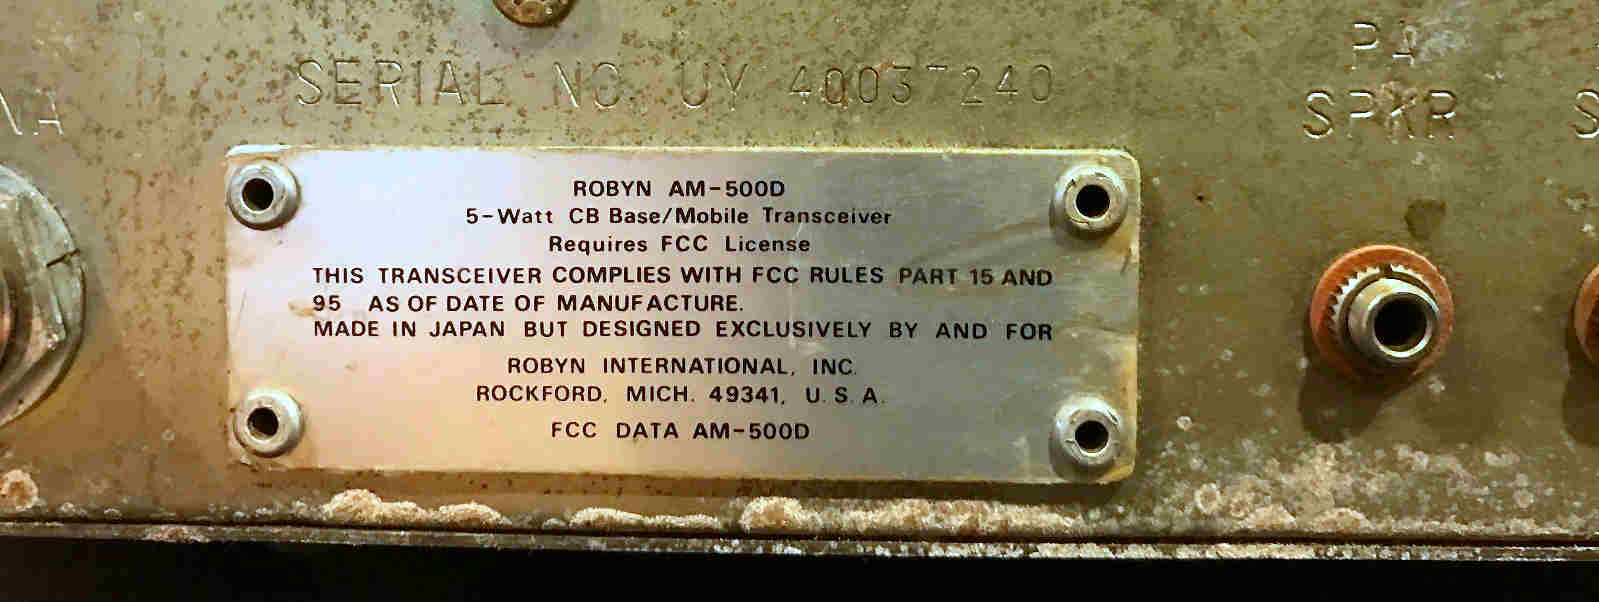 SERIAL NO. UY 40037240
PA
SPKR
NA
S
ROBYN AM-500D
5-Watt CB Base/Mobile Transceiver
Requires FCC License
THIS TRANSCEIVER COMPLIES WITH FCC RULES PART 15 AND
95 AS OF DATE OF MANUFACTURE.
MADE IN JAPAN BUT DESIGNED EXCLUSIVELY BY AND FOR
ROBYN INTERNATIONAL, INC.
ROCKFORD, MICH. 49341, U.S.A.
FCC DATA AM-500D